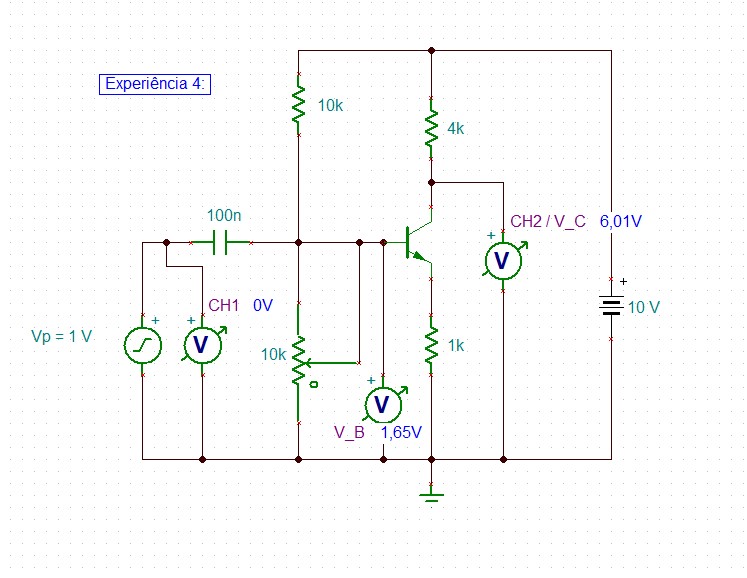 Experiência 4:
10k
4k
100n
CH2 / V_C 6,01V
V
CH1 0V
10 V
Vp = 1 V
V
10k
1k
V
V_B 1,65V